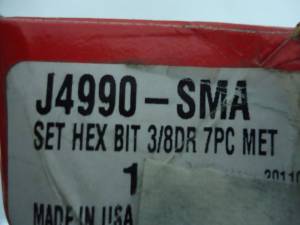 J4990-SMA
SET HEX BIT 3/8DR 7PC MET
1
MADE IN USA